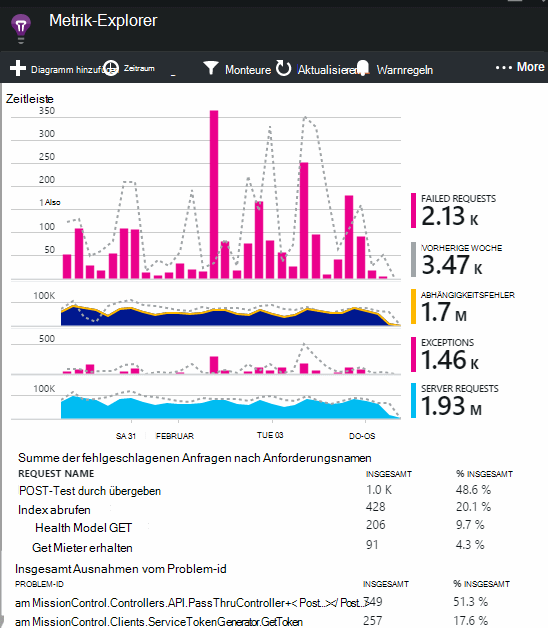 Metrik-Explorer
Diagramm hinzufügen Zeitraum Monteure Aktualisieren Warnregeln ... More
Zeitleiste
350
300
250
200
1 Also
100
50
FAILED REQUESTS
2.13 K
VORHERIGE WOCHE
3.47 K
100K
ABHÄNGIGKEITSFEHLER
1.7 M
500
EXCEPTIONS
1.46 K
100K
SERVER REQUESTS
1.93 M
SA 31 FEBRUAR TUE 03 DO-OS
Summe der fehlgeschlagenen Anfragen nach Anforderungsnamen
REQUEST NAME INSGESAMT % INSGESAMT
POST-Test durch übergeben 1.0 K 48.6 %
Index abrufen 428 20.1 %
Health Model GET 206 9.7 %
Get Mieter erhalten 91 4.3 %
Insgesamt Ausnahmen vom Problem-id
PROBLEM-ID INSGESAMT % INSGESAMT
am MissionControl.Controllers.API.PassThruController+< Post...></ Post...> 749 51.3 %
am MissionControl.Clients.ServiceTokenGenerator.GetToken 257 17.6 %